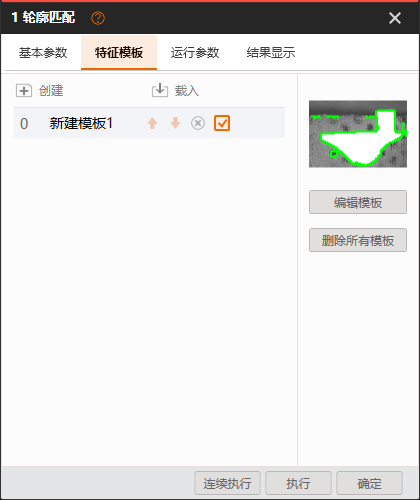 1 轮廓匹配
基本参数 特征模板 运行参数 结果显示
创建 载入
0 新建模板1
编辑模板
删除所有模板
连续执行 执行 确定